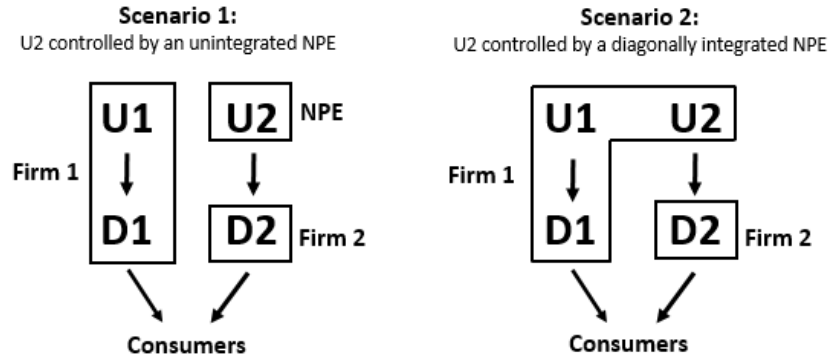 Scenario 1:
U2 controlled by an unintegrated NPE
U1
U2
NPE
Firm 1
D1
D2
Firm 2
Consumers
Scenario 2:
U2 controlled by a diagonally integrated NPE
U1
U2
Firm 1
D1
D2
Firm 2
Consumers